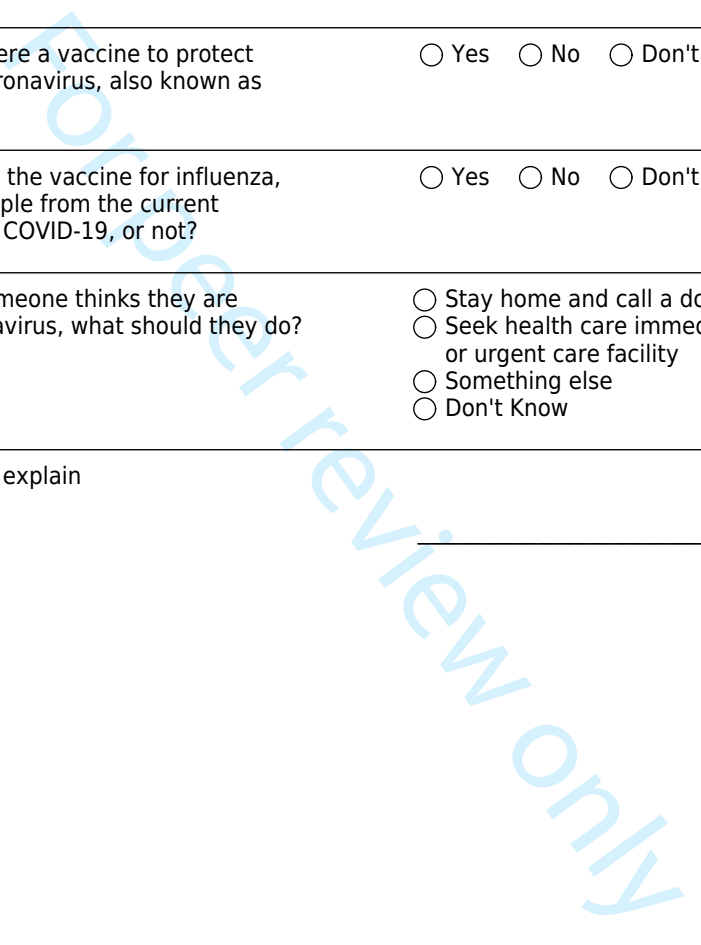 ere a vaccine to protect
ronavirus, also known as
Yes No Don't
the vaccine for influenza,
ple from the current
COVID-19, or not?
Yes No Don't
meone thinks they are
avirus, what should they do?
Stay home and call a do
Seek health care immed
or urgent care facility
Something else
Don't Know
explain
For peer review only